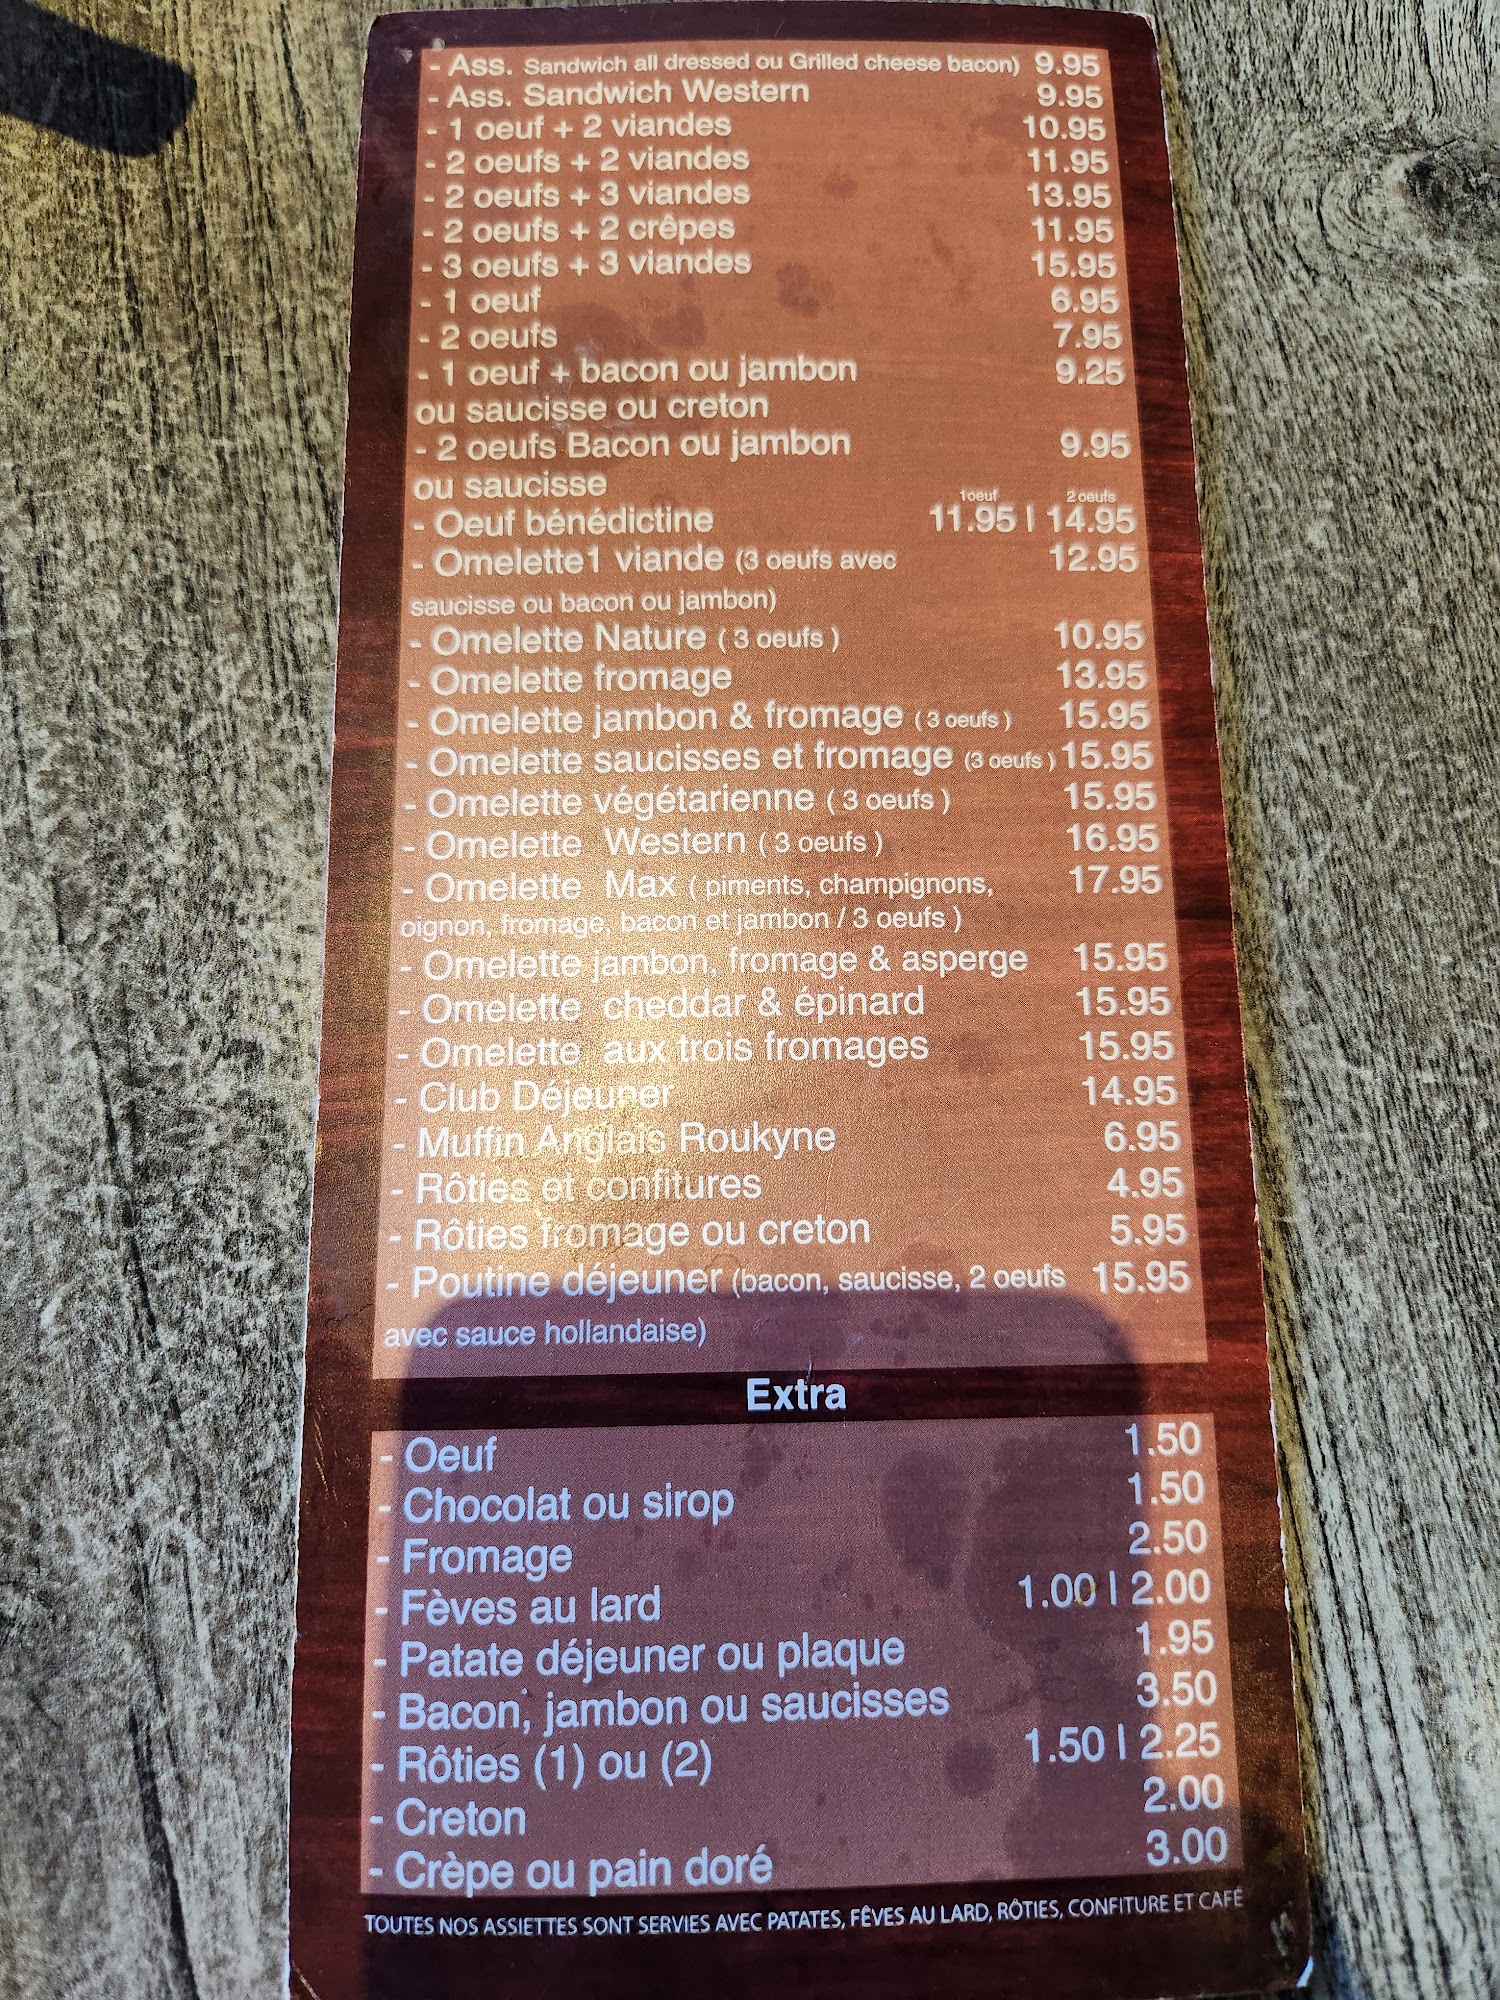 - Ass. Sandwich all dressed ou Grilled cheese bacon) 9.95
- Ass. Sandwich Western 9.95
- 1 oeuf + 2 viandes 10.95
- 2 oeufs + 2 viandes 11.95
- 2 oeufs + 3 viandes 13.95
- 2 oeufs + 2 crêpes 11.95
- 3 oeufs + 3 viandes 15.95
- 1 oeuf 6.95
- 2 oeufs 7.95
- 1 oeuf + bacon ou jambon 9.25
ou saucisse ou creton
- 2 oeufs Bacon ou jambon 9.95
ou saucisse
1oeuf 2 oeufs
- Oeuf bénédictine 11.95 | 14.95
- Omelette1 viande (3 oeufs avec 12.95
saucisse ou bacon ou jambon)
- Omelette Nature ( 3 oeufs ) 10.95
- Omelette fromage 13.95
- Omelette jambon & fromage ( 3 oeufs ) 15.95
- Omelette saucisses et fromage (3 oeufs ) 15.95
- Omelette végétarienne ( 3 oeufs ) 15.95
- Omelette Western ( 3 oeufs ) 16.95
- Omelette Max ( piments, champignons, 17.95
oignon, fromage, bacon et jambon / 3 oeufs )
- Omelette jambon, fromage & asperge 15.95
- Omelette cheddar & épinard 15.95
- Omelette aux trois fromages 15.95
- Club Déjeuner 14.95
- Muffin Anglais Roukyne 6.95
- Rôties et confitures 4.95
- Rôties fromage ou creton 5.95
- Poutine déjeuner (bacon, saucisse, 2 oeufs 15.95
avec sauce hollandaise)
Extra
- Oeuf 1.50
- Chocolat ou sirop 1.50
- Fromage 2.50
- Fèves au lard 1.00 | 2.00
- Patate déjeuner ou plaque 1.95
- Bacon, jambon ou saucisses 3.50
- Rôties (1) ou (2) 1.50 | 2.25
- Creton 2.00
- Crèpe ou pain doré 3.00
TOUTES NOS ASSIETTES SONT SERVIES AVEC PATATES, FÊVES AU LARD, RÔTIES, CONFITURE ET CAFÉ